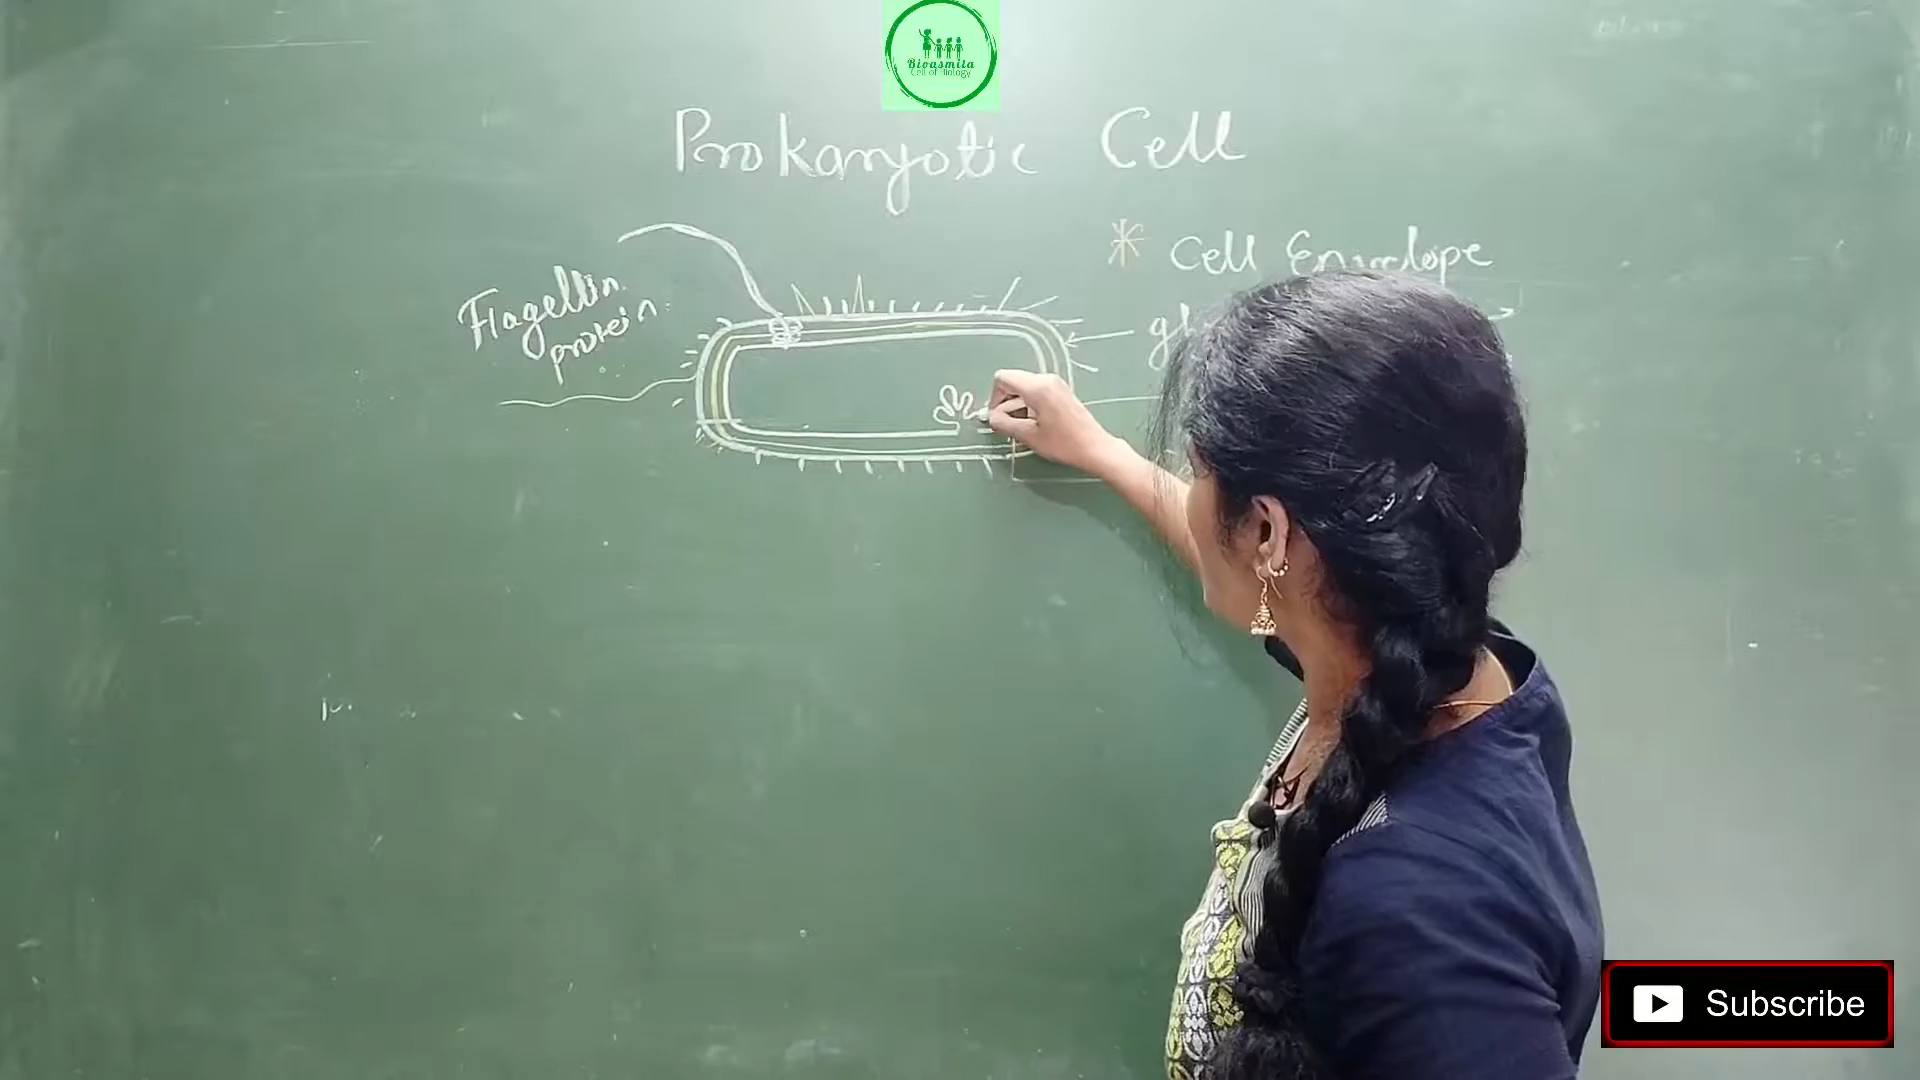 Bioasmita
Cell of Biology
Prokaryotic Cell
* Cell Envelope
Flagellin
protein
Subscribe